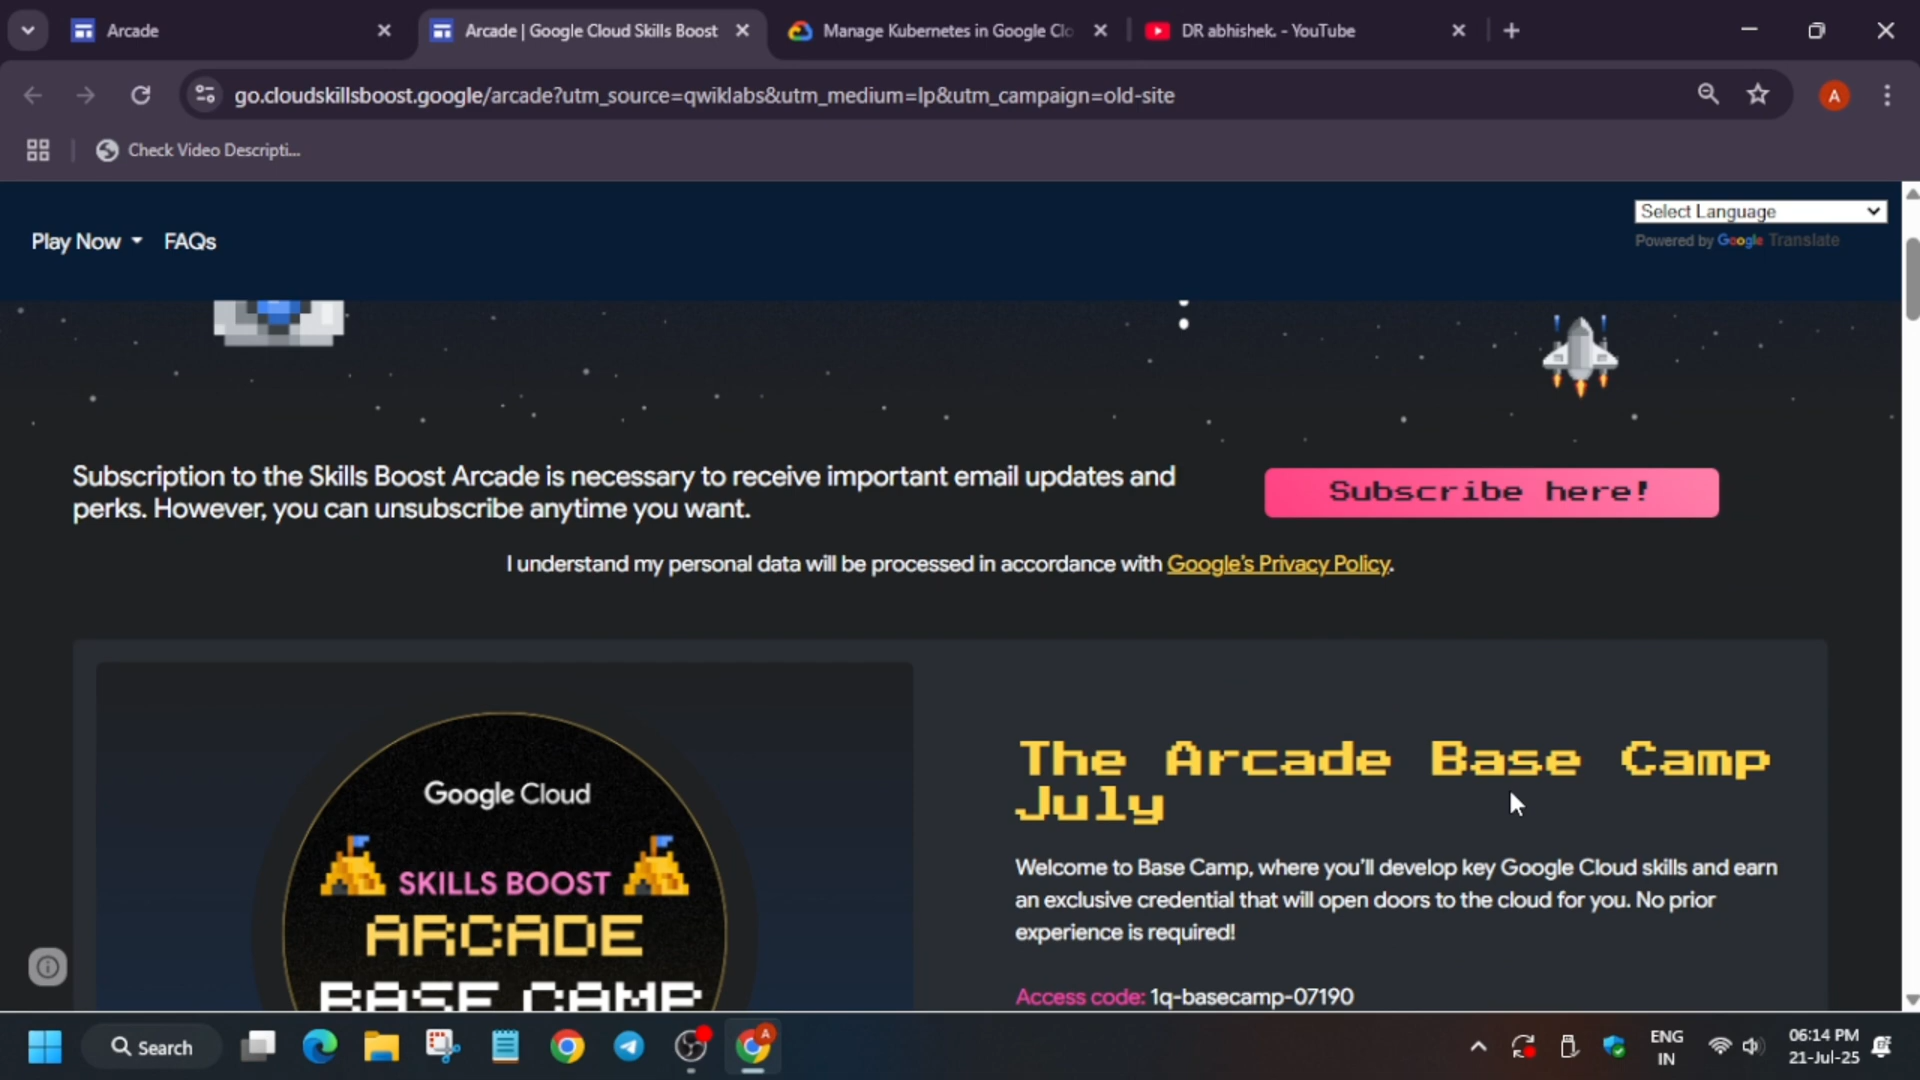 Arcade
Arcade | Google Cloud Skills Boost
Manage Kubernetes in Google Clo
DR abhishek. - YouTube
go.cloudskillsboost.google/arcade?utm_source=qwiklabs&utm_medium=lp&utm_campaign=old-site
A
Check Video Descripti...
Play Now
FAQs
Select Language
Powered by Google Translate
Subscription to the Skills Boost Arcade is necessary to receive important email updates and
perks. However, you can unsubscribe anytime you want.
Subscribe here!
I understand my personal data will be processed in accordance with Google's Privacy Policy.
Google Cloud
SKILLS BOOST
ARCADE
BASE CAMP
The Arcade Base Camp
July
Welcome to Base Camp, where you'll develop key Google Cloud skills and earn
an exclusive credential that will open doors to the cloud for you. No prior
experience is required!
Access code: 1q-basecamp-07190
Search
A
ENG
IN
06:14 PM
21-Jul-25